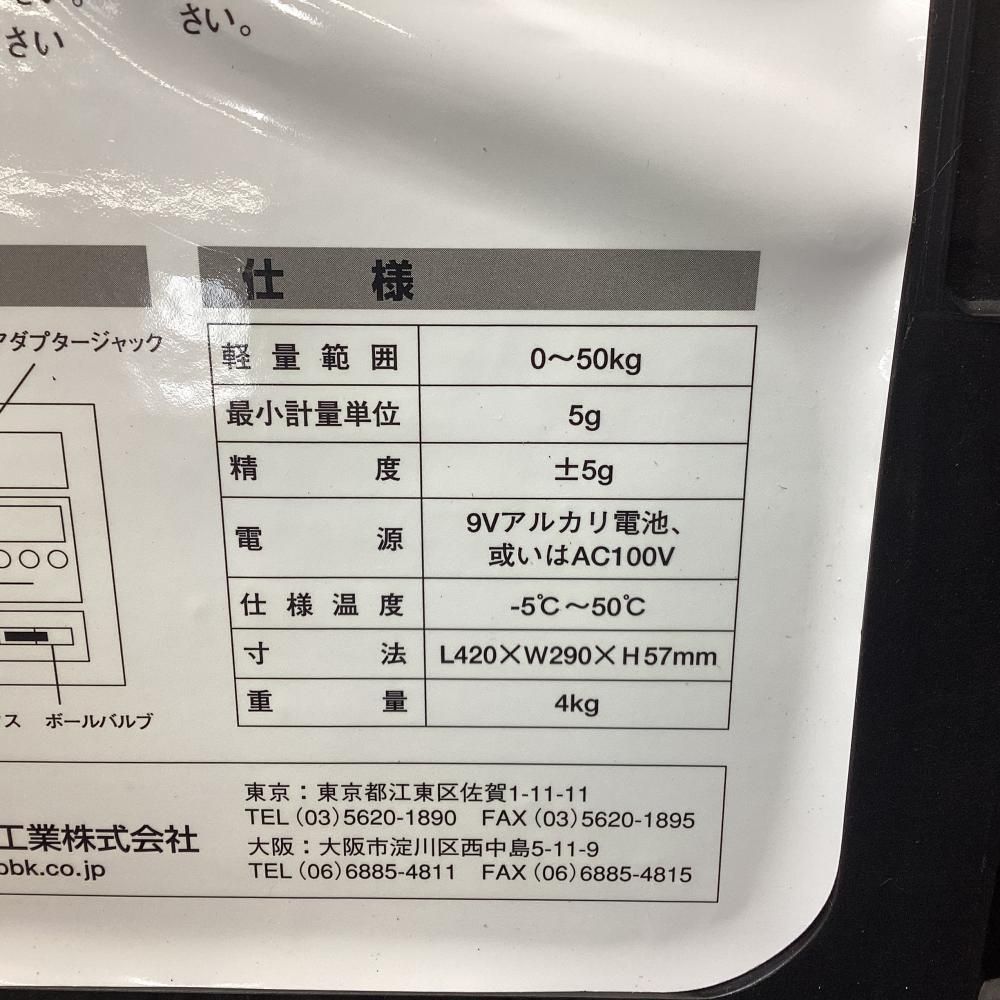 さい。
さい。
さい
仕様
アダプタージャック
軽量範囲 0～50kg
最小計量単位 5g
精度 ±5g
電源 9Vアルカリ電池、
或いはAC100V
仕様温度 -5℃～50℃
寸法 L420×W290×H57mm
重量 4kg
ボールバルブ
工業株式会社
bk.co.jp
東京：東京都江東区佐賀1-11-11
TEL（03）5620-1890 FAX（03）5620-1895
大阪：大阪市淀川区西中島5-11-9
TEL（06）6885-4811 FAX（06）6885-4815